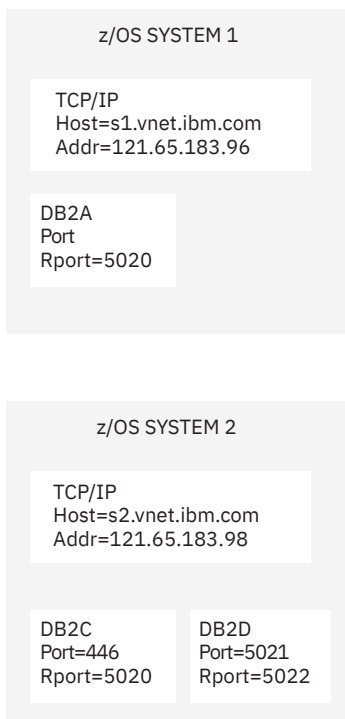 z/OS SYSTEM 1
TCP/IP
Host=s1.vnet.ibm.com
Addr=121.65.183.96
DB2A
Port
Rport=5020
z/OS SYSTEM 2
TCP/IP
Host=s2.vnet.ibm.com
Addr=121.65.183.98
DB2C
Port=446
Rport=5020
DB2D
Port=5021
Rport=5022